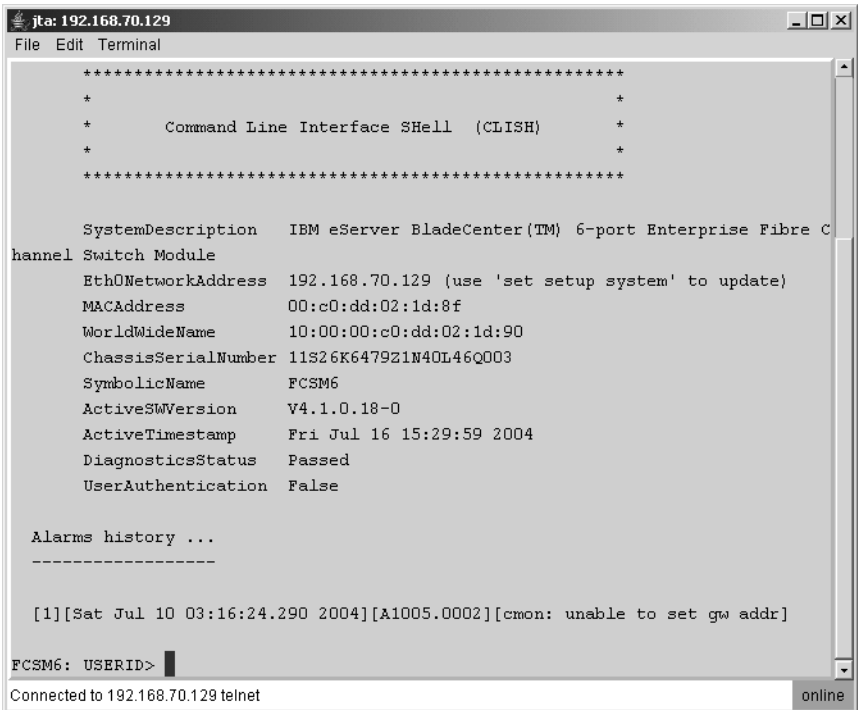 jta: 192.168.70.129
File Edit Terminal
*****************************************************
* *
* Command Line Interface SHell (CLISH) *
* *
*****************************************************
SystemDescription IBM eServer BladeCenter(TM) 6-port Enterprise Fibre C
hannel Switch Module
Eth0NetworkAddress 192.168.70.129 (use 'set setup system' to update)
MACAddress 00:c0:dd:02:1d:8f
WorldWideName 10:00:00:c0:dd:02:1d:90
ChassisSerialNumber 11S26K6479Z1N40L46Q003
SymbolicName FCSM6
ActiveSWVersion V4.1.0.18-0
ActiveTimestamp Fri Jul 16 15:29:59 2004
DiagnosticsStatus Passed
UserAuthentication False
Alarms history ...
------------------
[1][Sat Jul 10 03:16:24.290 2004][A1005.0002][cmon: unable to set gw addr]
FCSM6: USERID>
Connected to 192.168.70.129 telnet online